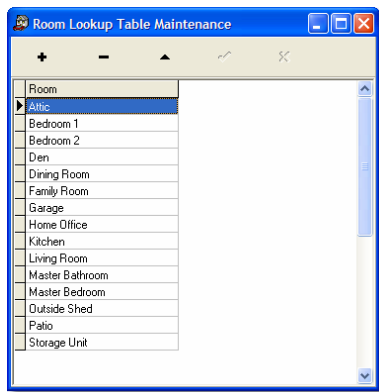 Room Lookup Table Maintenance
Room
Attic
Bedroom 1
Bedroom 2
Den
Dining Room
Family Room
Garage
Home Office
Kitchen
Living Room
Master Bathroom
Master Bedroom
Outside Shed
Patio
Storage Unit